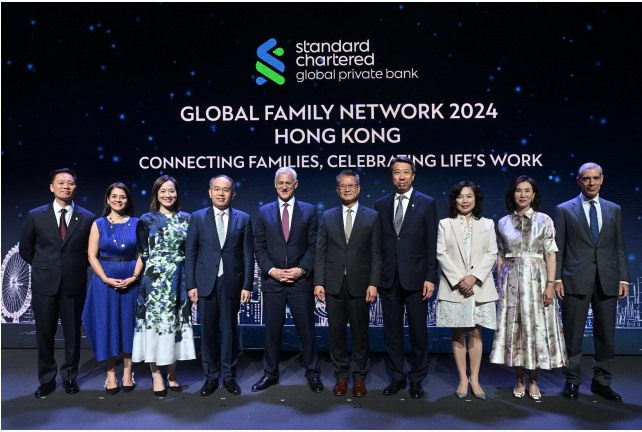 standard
chartered
global private bank
GLOBAL FAMILY NETWORK 2024
HONG KONG
CONNECTING FAMILIES, CELEBRATING LIFE'S WORK